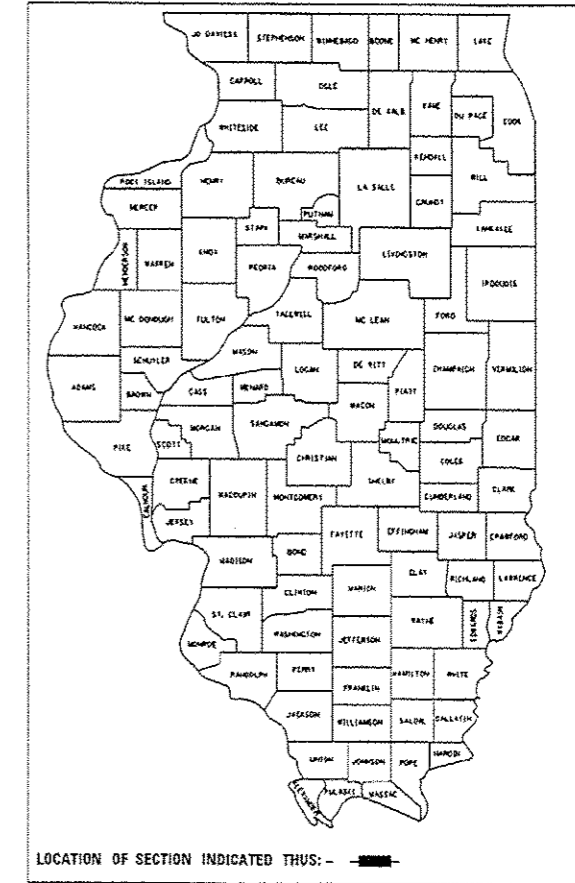 JO DAVIESS STEPHENSON WINNEBAGO BOONE MC HENRY LAKE
CARROLL OGLE
DE KALB KANE DU PAGE COOK
WHITESIDE LEE
KENDALL
ROCK ISLAND HENRY BUREAU LA SALLE GRUNDY WILL
MERCER PUTNAM
STARK MARSHALL KANKAKEE
HENDERSON WARREN KNOX PEORIA WOODFORD LIVINGSTON
IROQUOIS
HANCOCK MC DONOUGH FULTON TAZEWELL MC LEAN FORD
MASON
SCHUYLER LOGAN DE WITT CHAMPAIGN VERMILION
ADAMS BROWN CASS MENARD PIATT
MACON
MORGAN SANGAMON DOUGLAS
PIKE SCOTT CHRISTIAN MOULTRIE EDGAR
COLES
CALHOUN GREENE MACOUPIN MONTGOMERY SHELBY CUMBERLAND CLARK
JERSEY
FAYETTE EFFINGHAM JASPER CRAWFORD
MADISON BOND
CLAY RICHLAND LAWRENCE
CLINTON MARION
ST. CLAIR WAYNE EDWARDS WABASH
MONROE WASHINGTON JEFFERSON
RANDOLPH PERRY HAMILTON WHITE
FRANKLIN
JACKSON WILLIAMSON SALINE GALLATIN
UNION JOHNSON POPE HARDIN
ALEXANDER PULASKI MASSAC
LOCATION OF SECTION INDICATED THUS: -